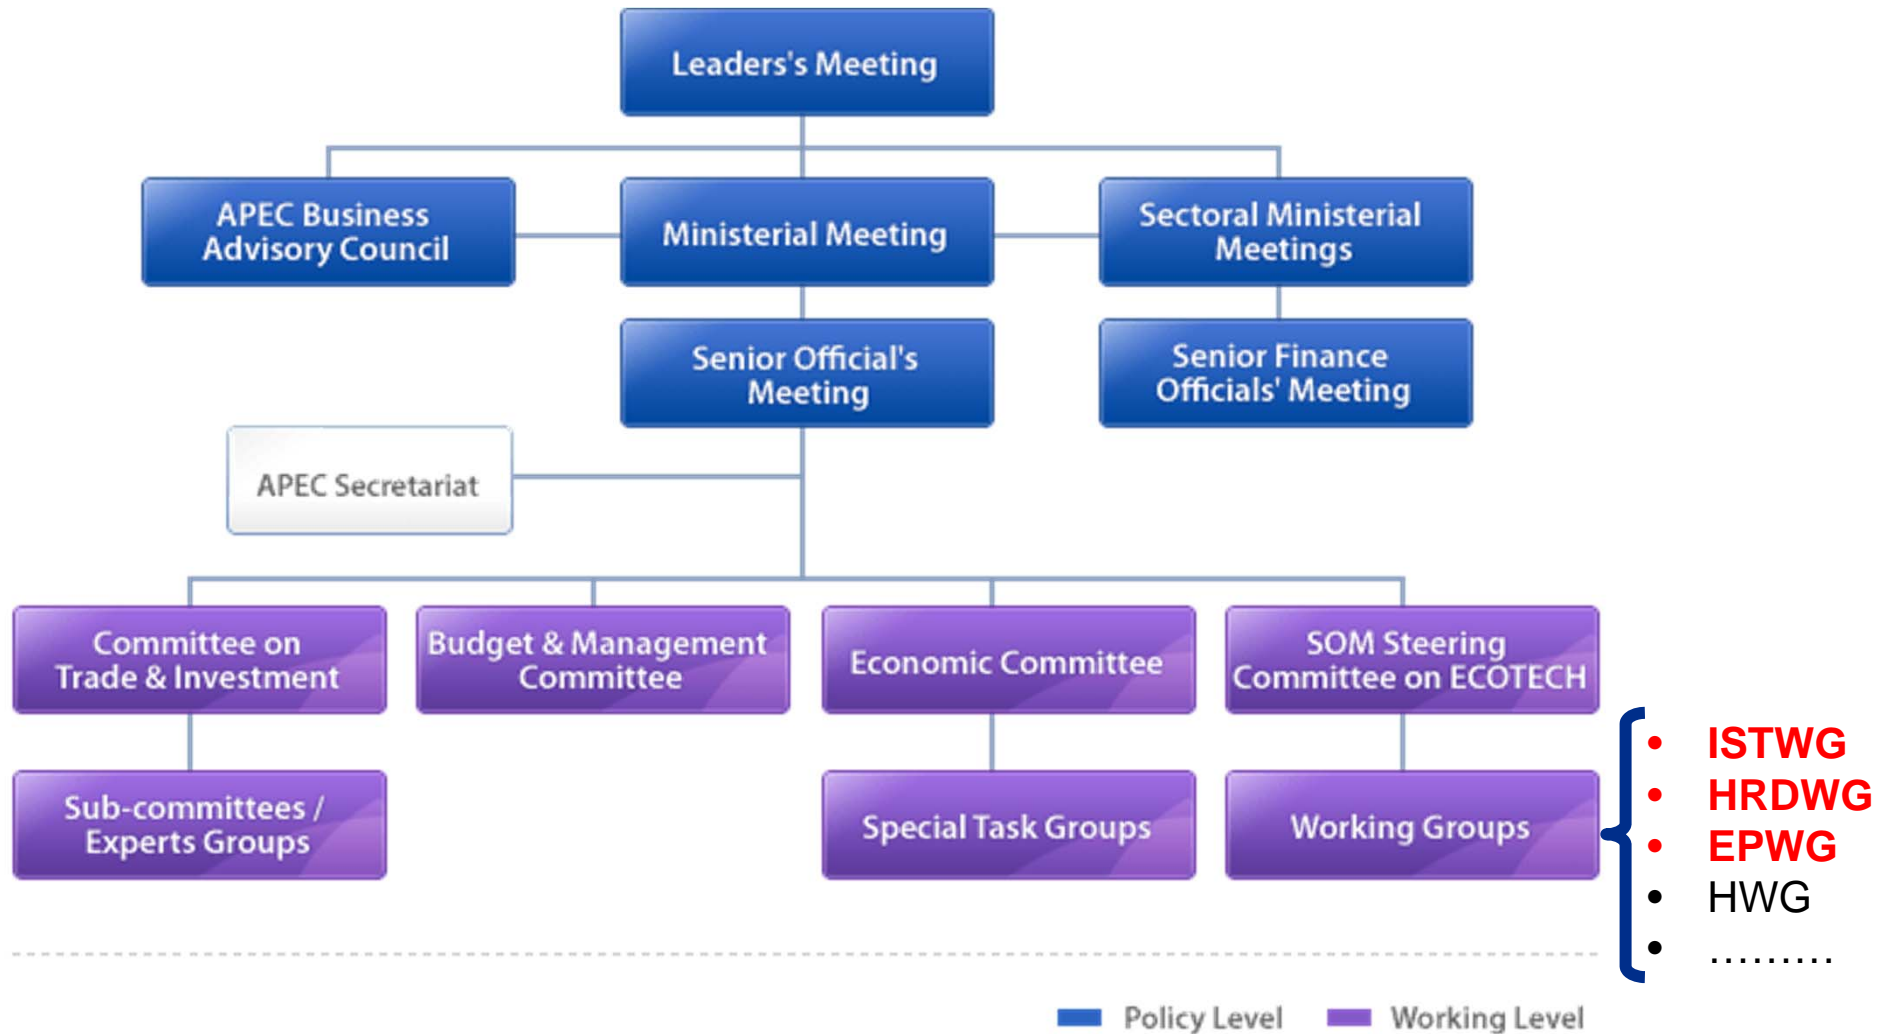 Leaders's Meeting
APEC Business
Advisory Council
Ministerial Meeting
Sectoral Ministerial
Meetings
Senior Official's
Meeting
Senior Finance
Officials' Meeting
APEC Secretariat
Committee on
Trade & Investment
Budget & Management
Committee
Economic Committee
SOM Steering
Committee on ECOTECH
Sub-committees /
Experts Groups
Special Task Groups
Working Groups
• ISTWG
• HRDWG
• EPWG
• HWG
• .........
Policy Level
Working Level